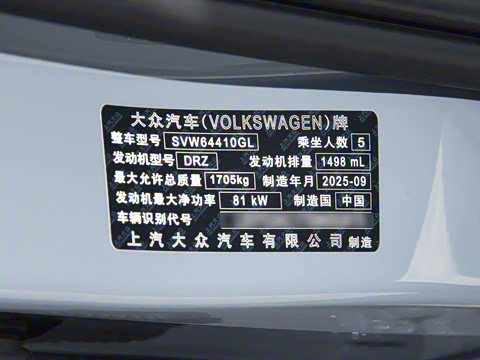 大众汽车(VOLKSWAGEN)牌
整车型号 SVW64410GL 乘坐人数 5
发动机型号 DRZ 发动机排量 1498 mL
最大允许总质量 1705kg 制造年月 2025-09
发动机最大净功率 81 kW 制造国 中国
车辆识别代号
上汽大众汽车有限公司 制造